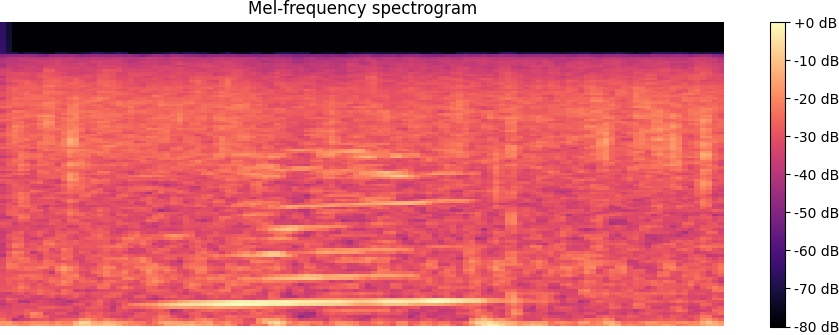 Mel-frequency spectrogram
+0 dB
-10 dB
-20 dB
-30 dB
-40 dB
-50 dB
-60 dB
-70 dB
-80 dB